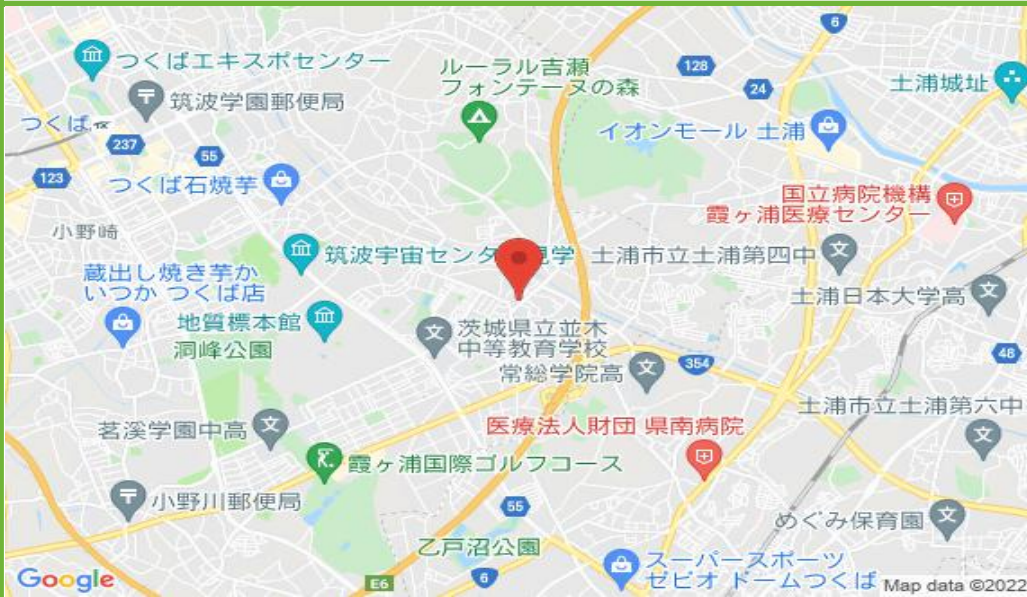 6
つくばエキスポセンター
ルーラル吉瀬
フォンテーヌの森
128
24
土浦城址
筑波学園郵便局
つくば
237
イオンモール 土浦
55
123
つくば石焼芋
国立病院機構
霞ヶ浦医療センター
小野崎
筑波宇宙センタ
見学
土浦市立土浦第四中
蔵出し焼き芋か
いつか つくば店
土浦日本大学高
地質標本館
茨城県立並木
中等教育学校
洞峰公園
常総学院高
354
48
土浦市立土浦第六中
茗溪学園中高
医療法人財団 県南病院
霞ヶ浦国際ゴルフコース
小野川郵便局
55
めぐみ保育園
乙戸沼公園
スーパースポーツ
ゼビオ ドームつくば
Google
E6
6
Map data ©2022